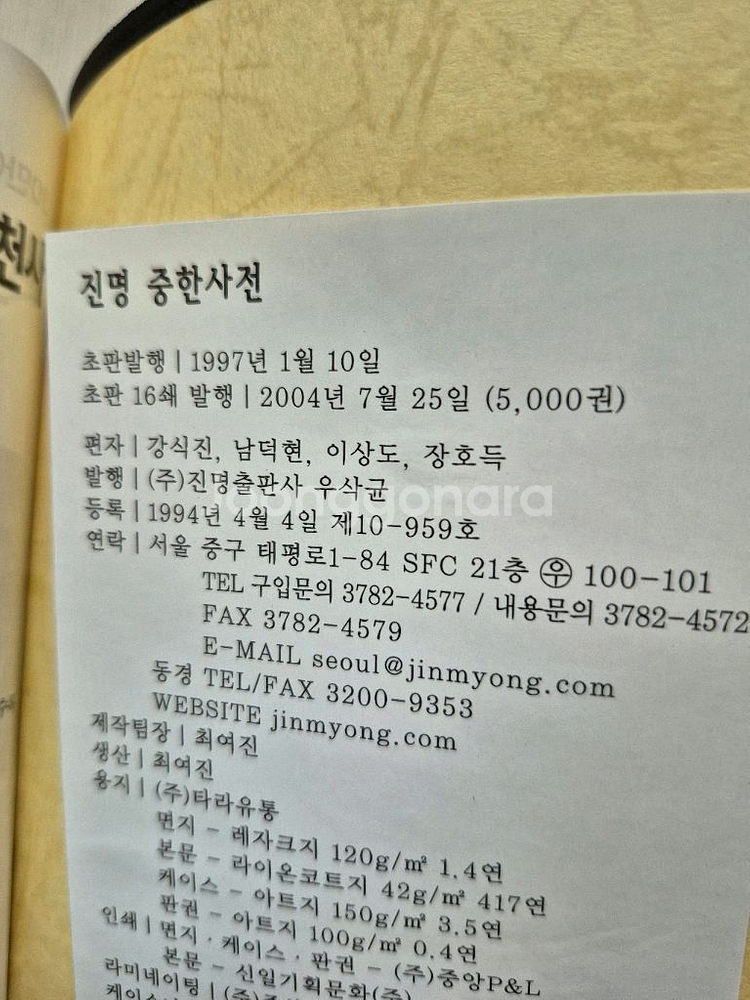 천사
진명 중한사전
초판발행 | 1997년 1월 10일
초판 16쇄 발행 | 2004년 7월 25일 (5,000권)
편자 | 강식진, 남덕현, 이상도, 장호득
발행 | (주)진명출판사 우삭균
등록 | 1994년 4월 4일 제10-959호
연락 | 서울 중구 태평로1-84 SFC 21층 ㉾ 100-101
TEL 구입문의 3782-4577 / 내용문의 3782-4572
FAX 3782-4579
E-MAIL seoul@jinmyong.com
동경 TEL/FAX 3200-9353
WEBSITE jinmyong.com
제작팀장 | 최여진
생산 | 최여진
용지 | (주)타라유통
면지 - 레자크지 120g/㎡ 1.4연
본문 - 라이온코트지 42g/㎡ 417연
케이스 - 아트지 150g/㎡ 3.5연
판권 - 아트지 100g/㎡ 0.4연
인쇄 | 면지 · 케이스 · 판권 - (주)중앙P&L
본문 - 신일기획문화(주)
라미네이팅 | (주)
joonggonara